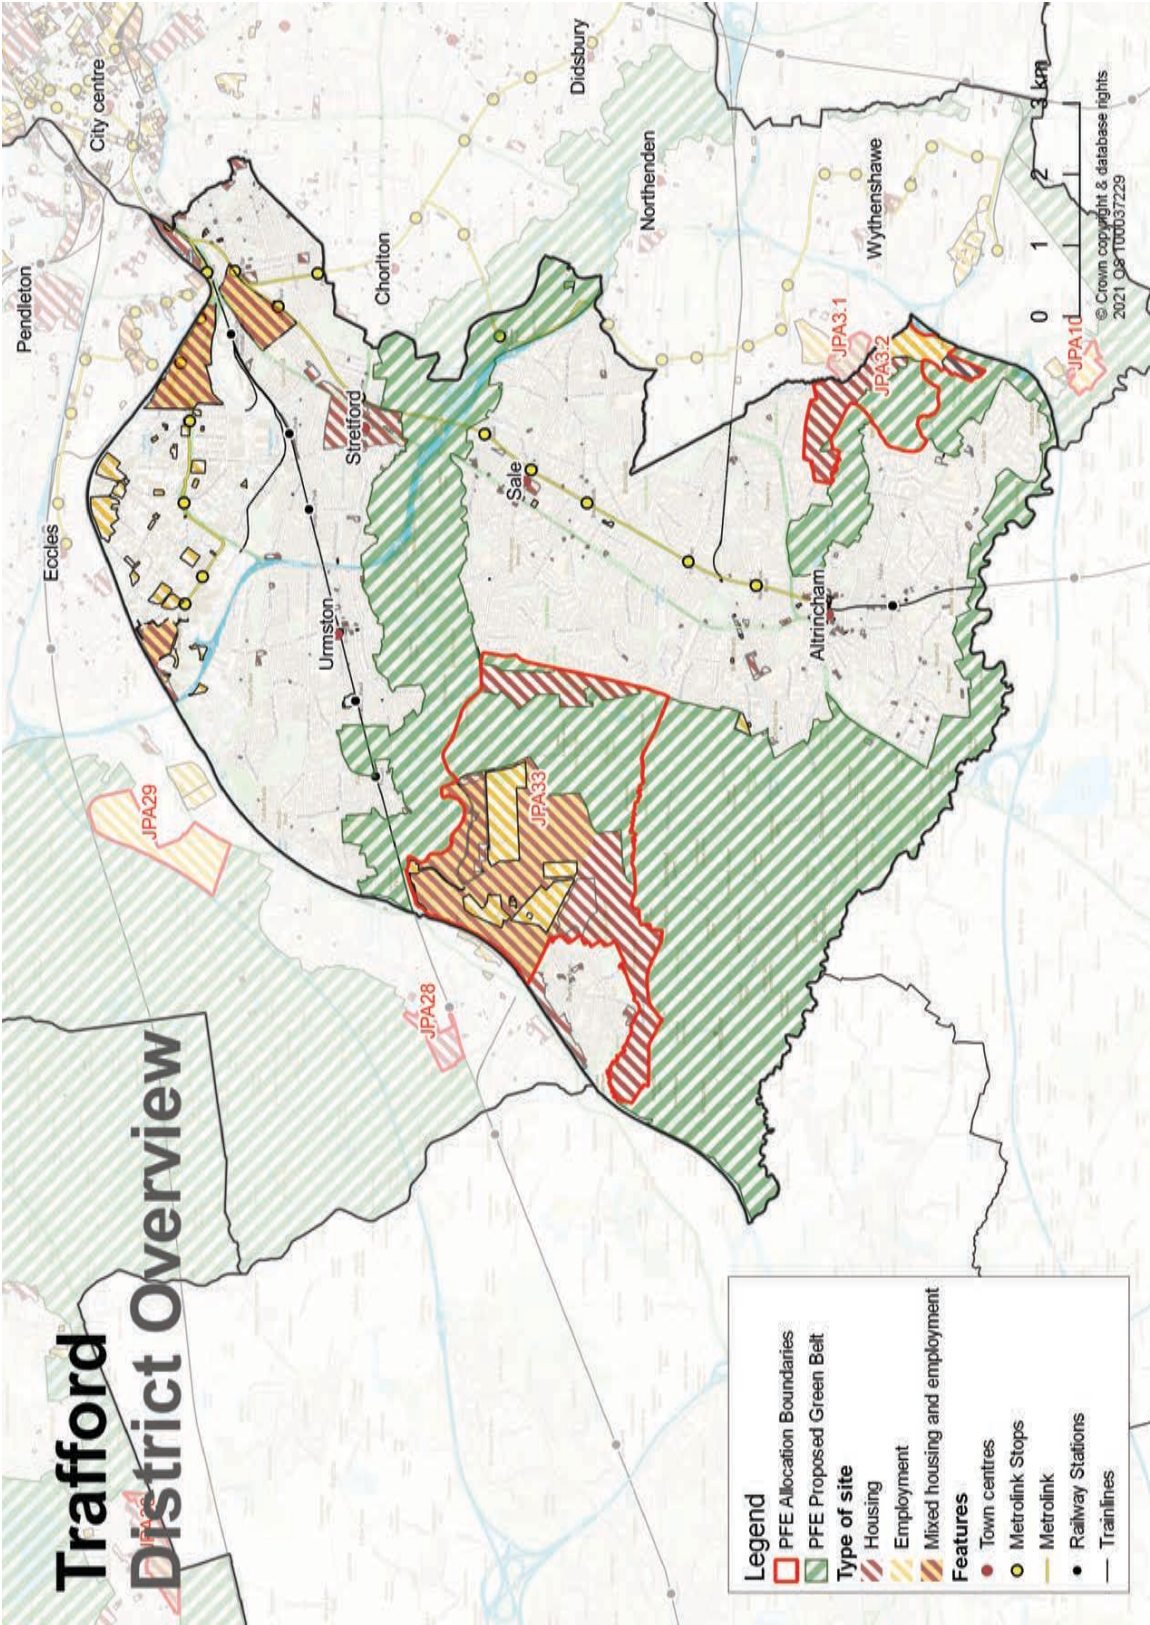 Trafford
District Overview
Pendleton
City centre
Eccles
Didsbury
Chorlton
Northenden
Stretford
Urmston
Sale
Wythenshawe
Altrincham
JPA29
JPA28
JPA33
JPA3.1
JPA3.2
JPA10
Legend
PFE Allocation Boundaries
PFE Proposed Green Belt
Type of site
Housing
Employment
Mixed housing and employment
Features
Town centres
Metrolink Stops
Metrolink
Railway Stations
Trainlines
0 1 2 3 km
© Crown copyright & database rights
2021 OS 100037229